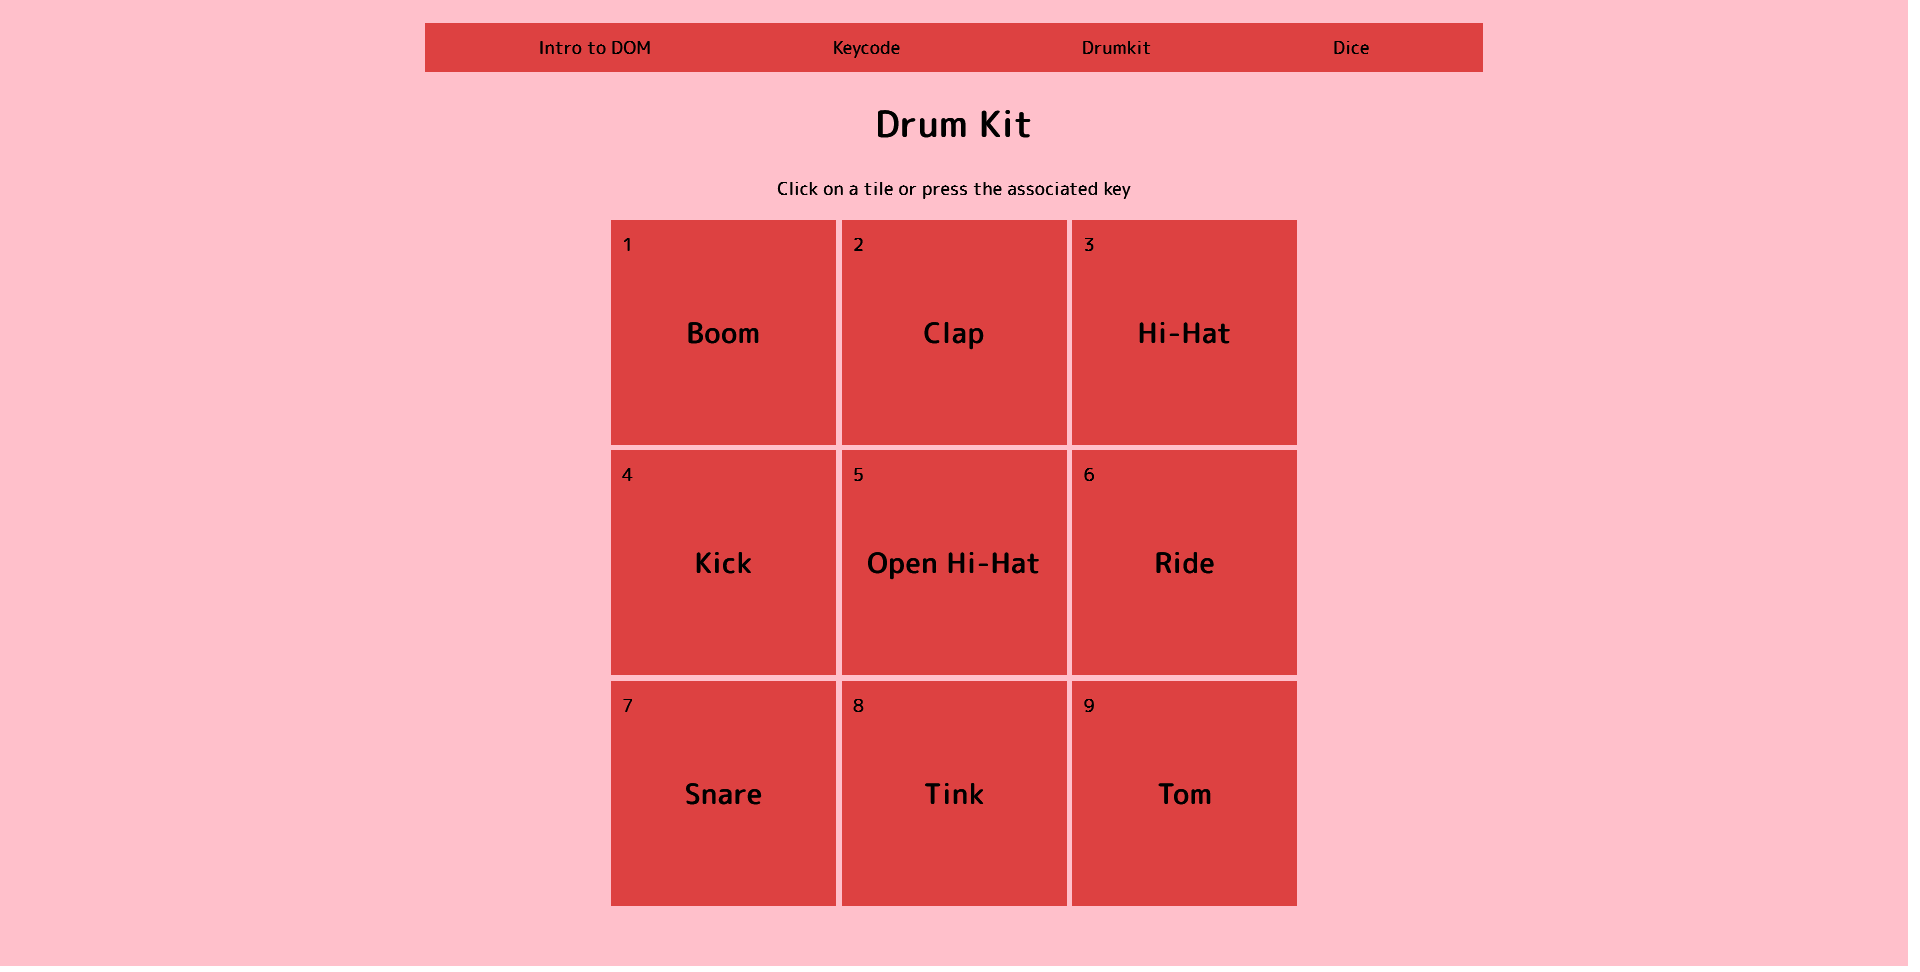 Intro to DOM Keycode Drumkit Dice
Drum Kit
Click on a tile or press the associated key
1 2 3
Boom Clap Hi-Hat
4 5 6
Kick Open Hi-Hat Ride
7 8 9
Snare Tink Tom